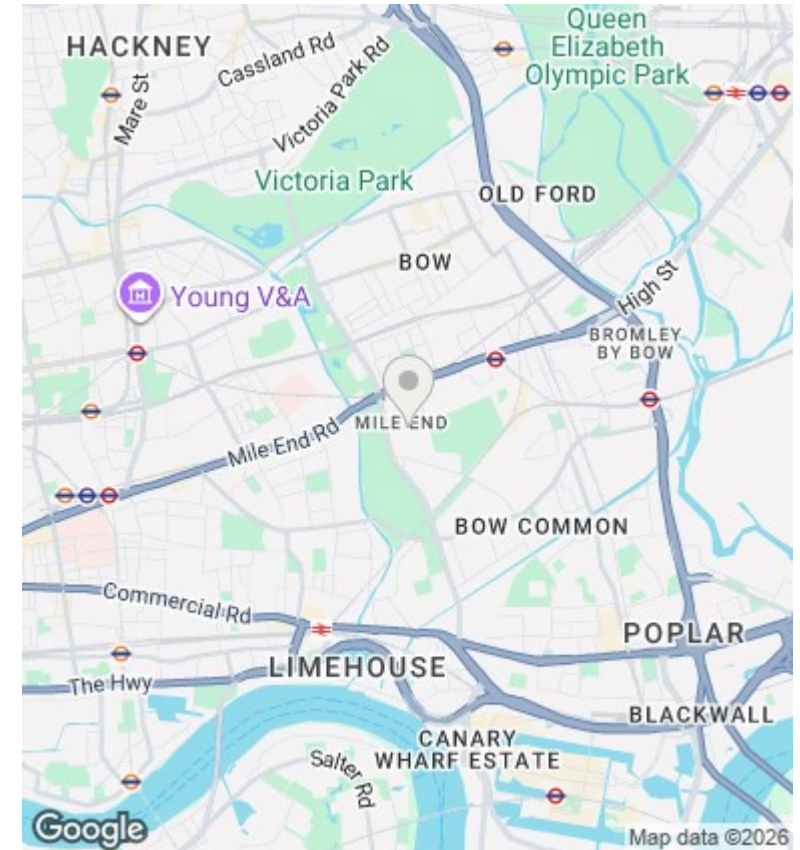 HACKNEY
Cassland Rd
Mare St
Victoria Park Rd
Queen
Elizabeth
Olympic Park
Victoria Park
OLD FORD
BOW
Young V&A
High St
BROMLEY
BY BOW
MILE END
Mile End Rd
BOW COMMON
Commercial Rd
POPLAR
LIMEHOUSE
The Hwy
BLACKWALL
CANARY
WHARF ESTATE
Salter Rd
Google
Map data ©2026